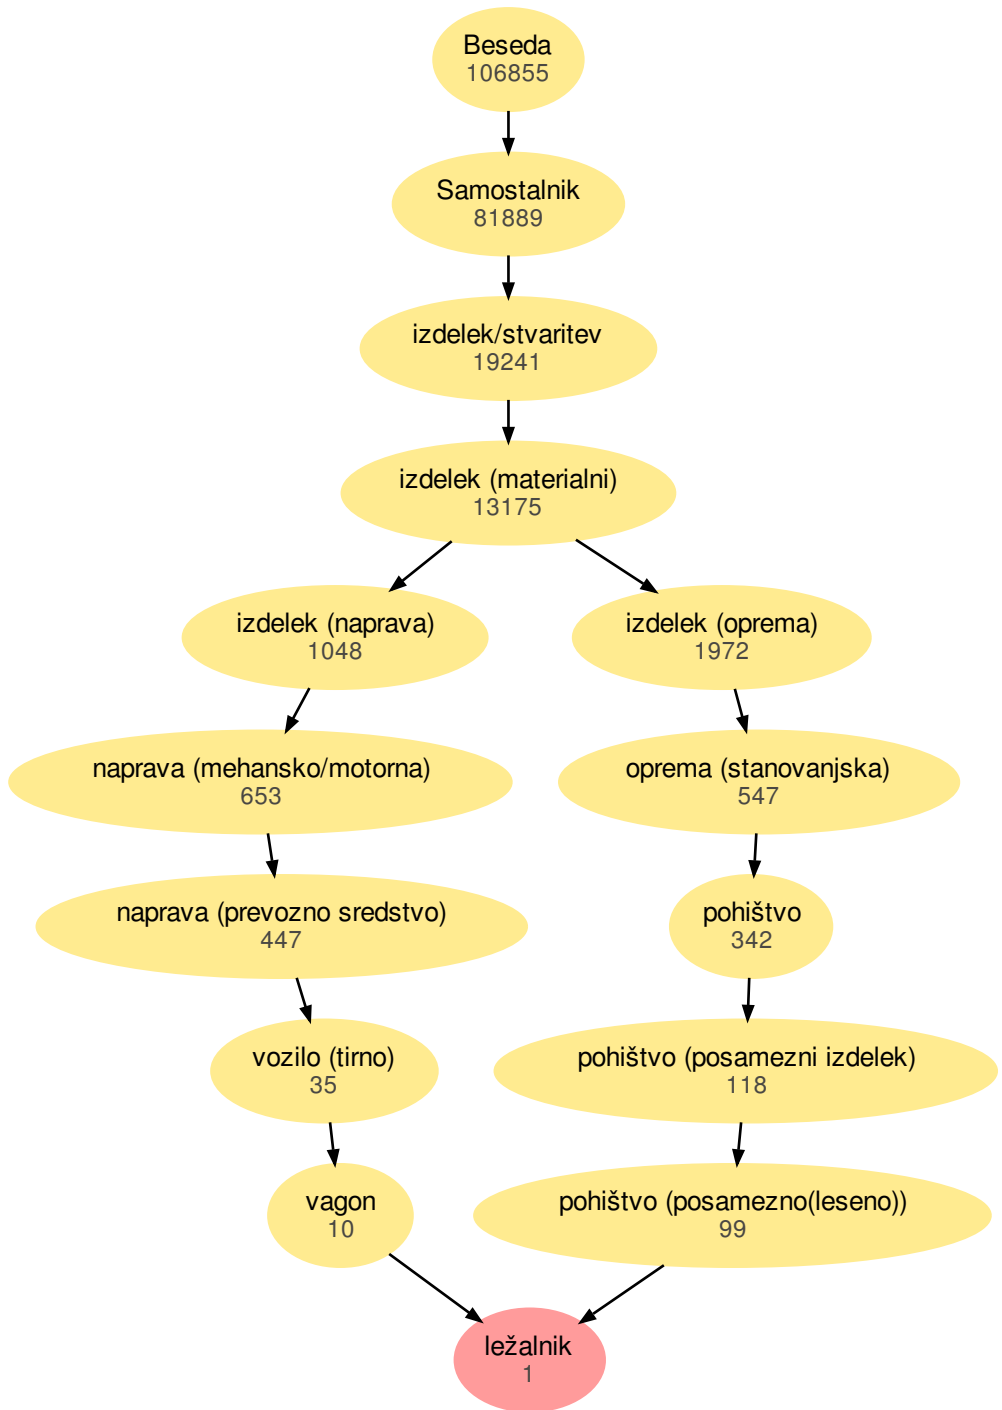 Beseda
106855
Samostalnik
81889
izdelek/stvaritev
19241
izdelek (materialni)
13175
izdelek (naprava)
1048
izdelek (oprema)
1972
naprava (mehansko/motorna)
653
oprema (stanovanjska)
547
naprava (prevozno sredstvo)
447
pohištvo
342
vozilo (tirno)
35
pohištvo (posamezni izdelek)
118
vagon
10
pohištvo (posamezno(leseno))
99
ležalnik
1